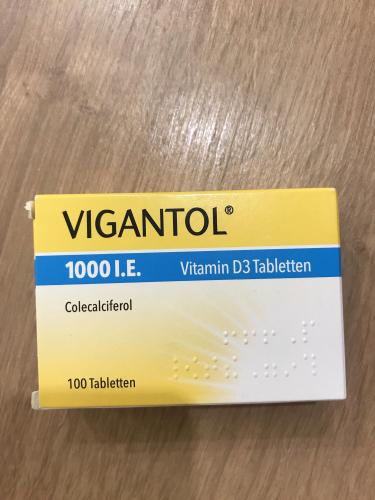 VIGANTOL®
1000 I.E. Vitamin D3 Tabletten
Colecalciferol
100 Tabletten